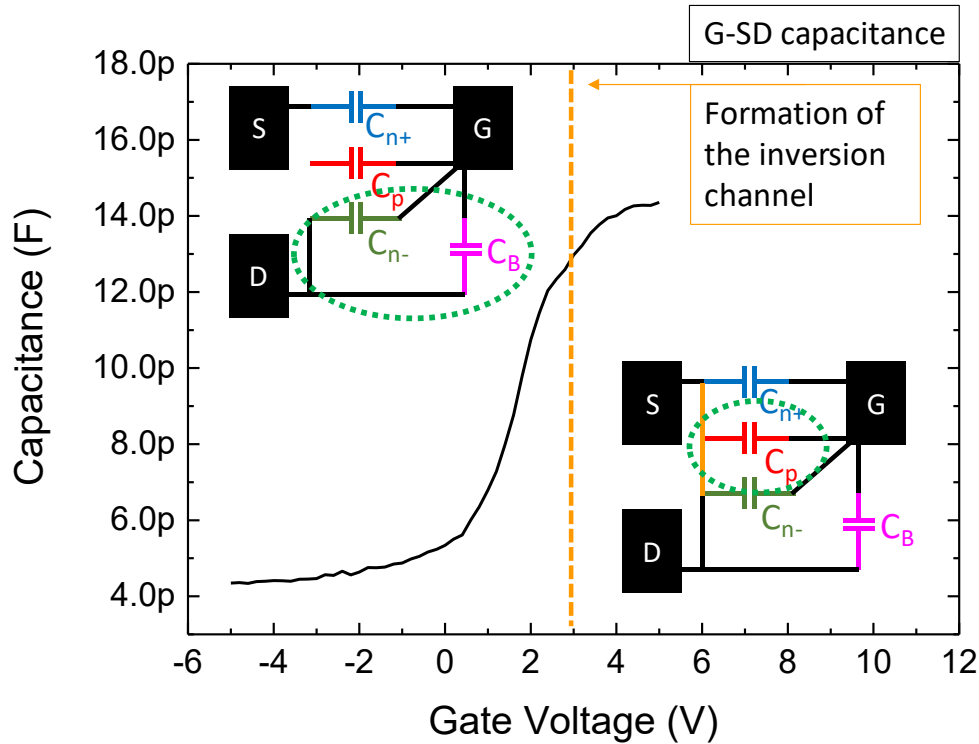 G-SD capacitance
Formation of
the inversion
channel
Capacitance (F)
18.0p
16.0p
14.0p
12.0p
10.0p
8.0p
6.0p
4.0p
S
G
Cn+
Cp
Cn-
CB
D
S
G
Cn+
Cp
Cn-
CB
D
-6 -4 -2 0 2 4 6 8 10 12
Gate Voltage (V)